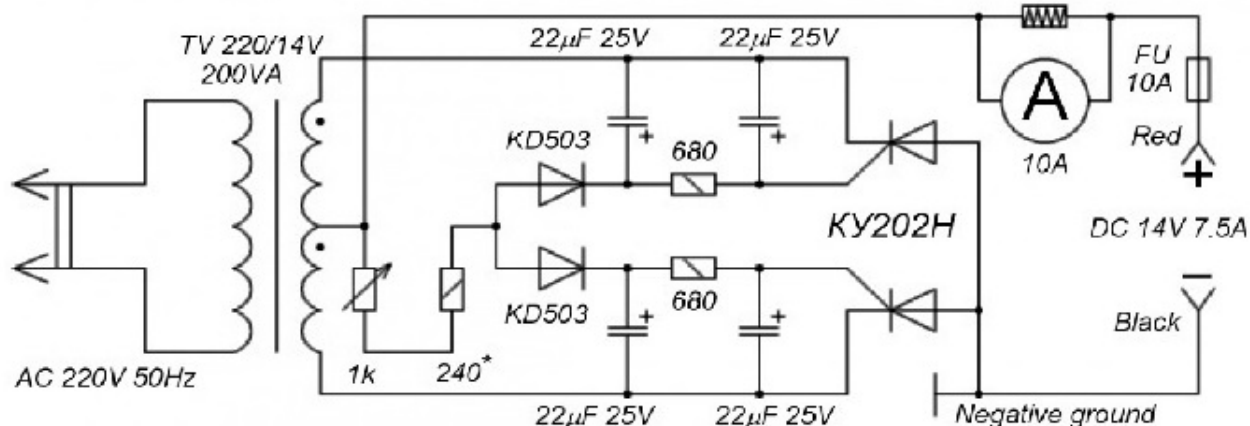 TV 220/14V
200VA
22µF 25V
22µF 25V
FU
10A
A
10A
Red
+
KD503
+
680
+
КУ202Н
DC 14V 7.5A
KD503
680
+
+
−
Black
AC 220V 50Hz
1k
240*
22µF 25V
22µF 25V
Negative ground